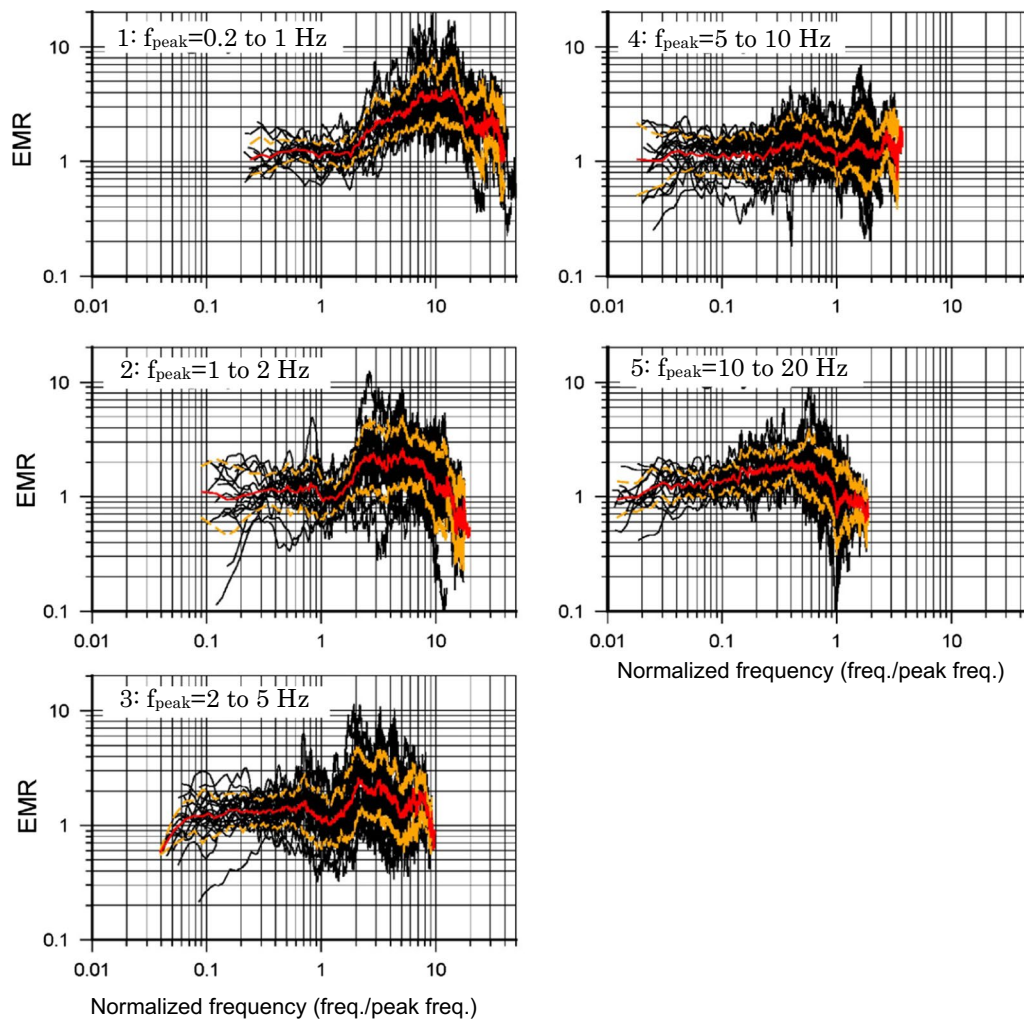 1: fpeak=0.2 to 1 Hz
EMR
10
1
0.1
0.01 0.1 1 10
4: fpeak=5 to 10 Hz
10
1
0.1
0.01 0.1 1 10
2: fpeak=1 to 2 Hz
EMR
10
1
0.1
0.01 0.1 1 10
5: fpeak=10 to 20 Hz
10
1
0.1
0.01 0.1 1 10
Normalized frequency (freq./peak freq.)
3: fpeak=2 to 5 Hz
EMR
10
1
0.1
0.01 0.1 1 10
Normalized frequency (freq./peak freq.)